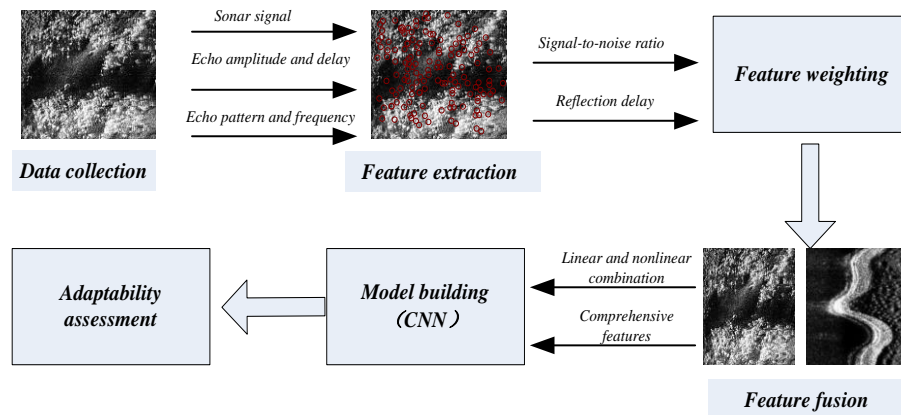 Sonar signal
Echo amplitude and delay
Echo pattern and frequency
Data collection
Feature extraction
Signal-to-noise ratio
Reflection delay
Feature weighting
Linear and nonlinear
combination
Comprehensive
features
Feature fusion
Model building
（CNN）
Adaptability
assessment